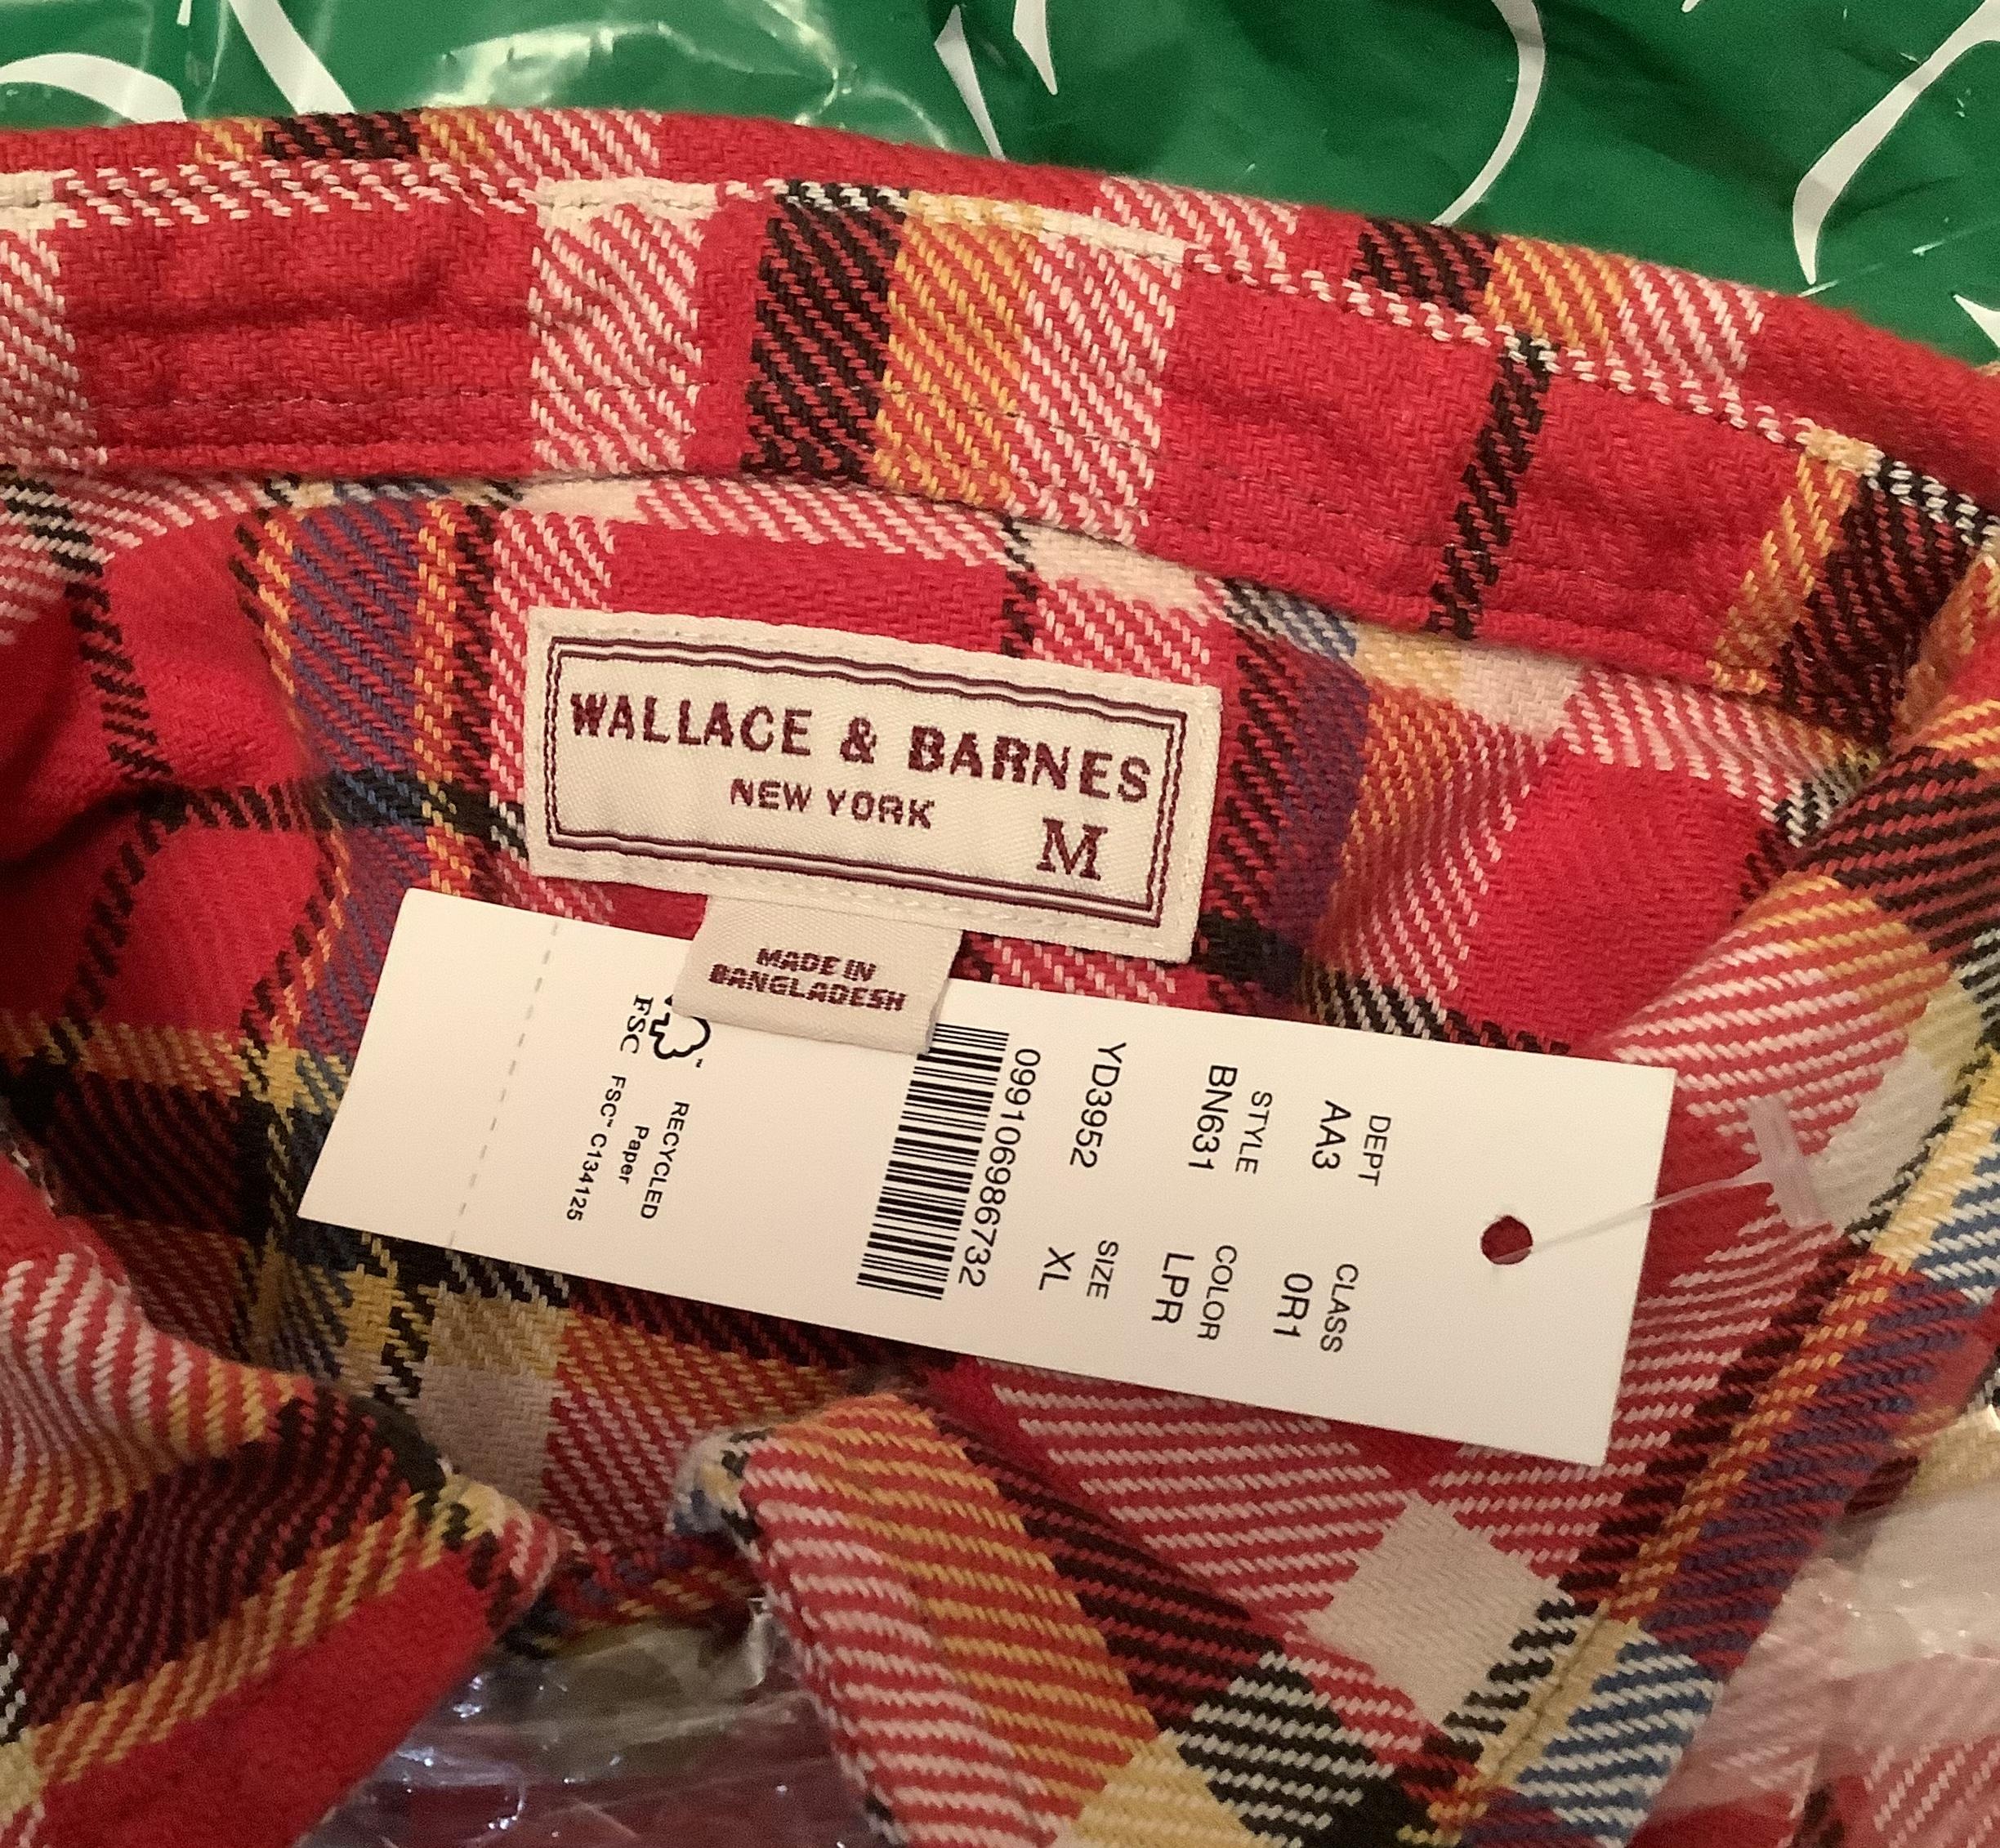 WALLACE & BARNES
NEW YORK
M
MADE IN
BANGLADESH
DEPT CLASS
AA3 0R1
STYLE COLOR
BN631 LPR
SIZE
YD3952 XL
099106986732
FSC
RECYCLED
Paper
FSC™ C134125